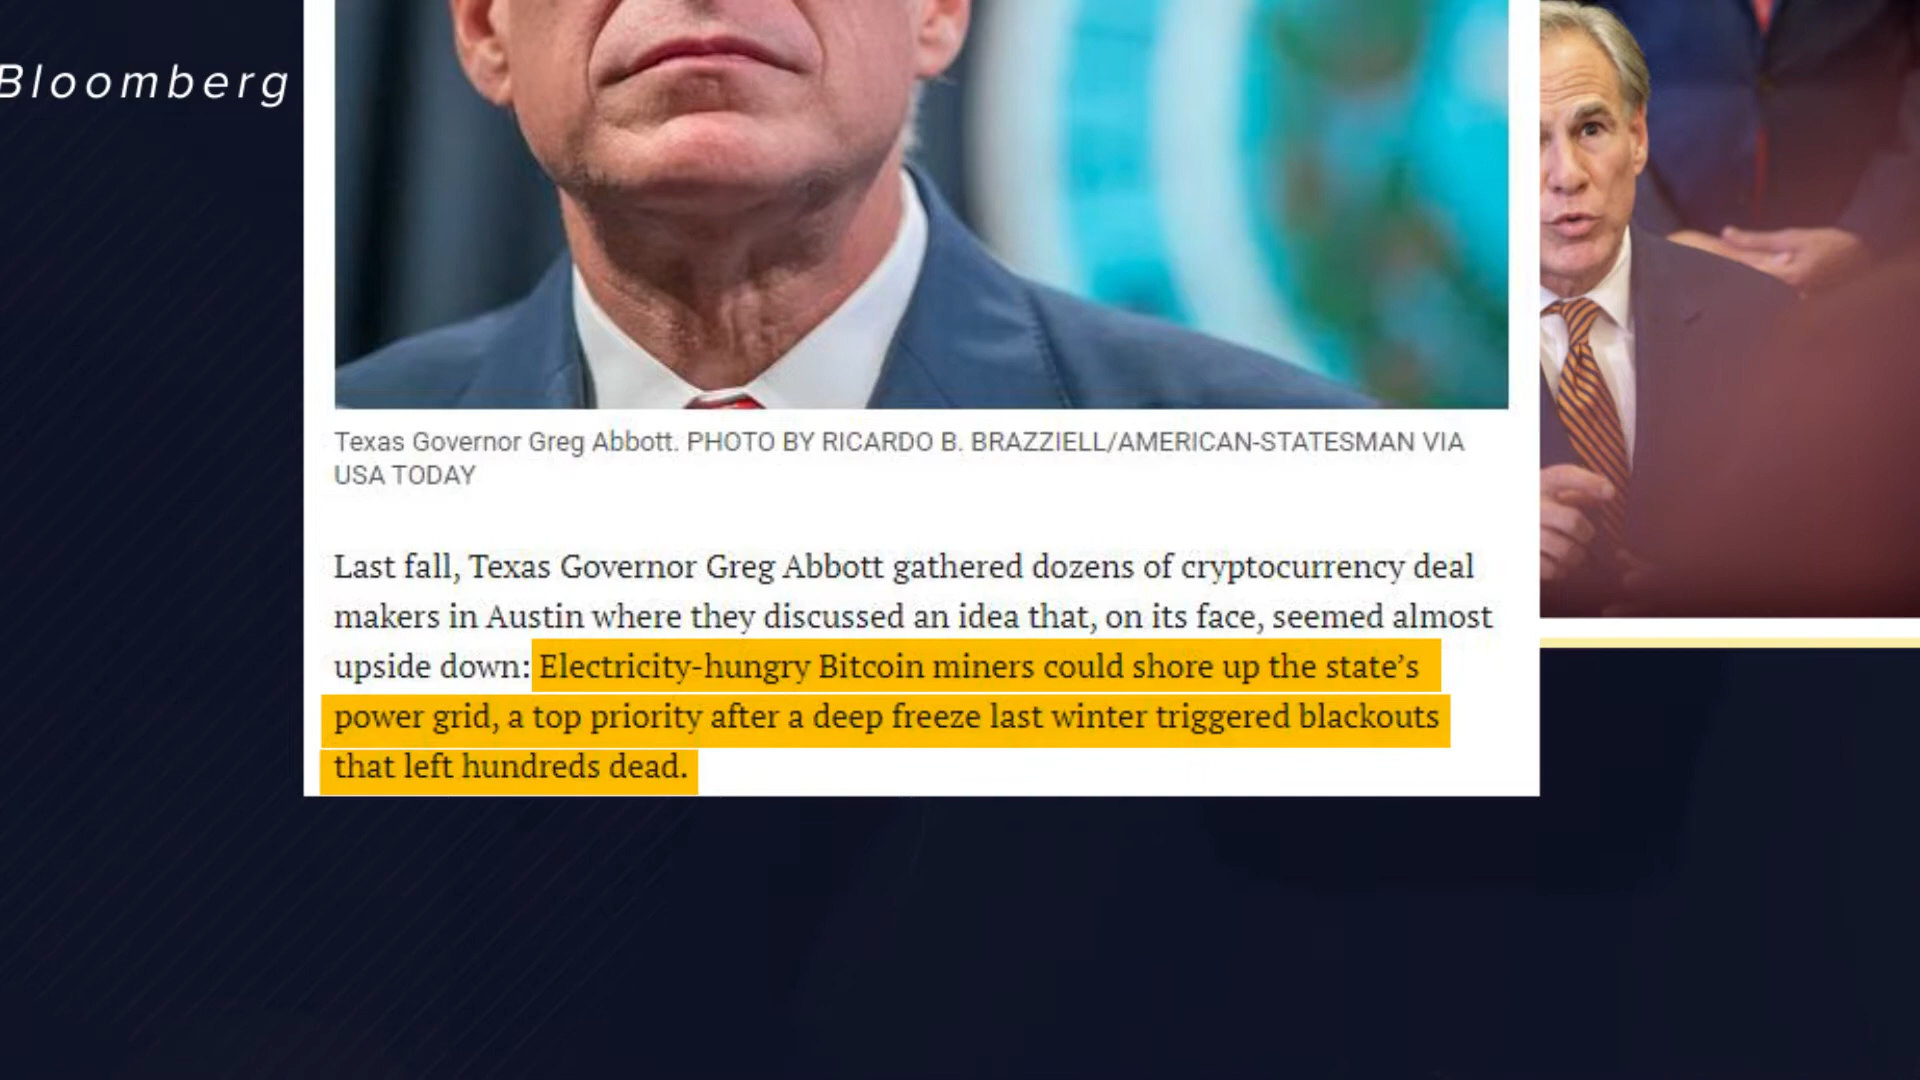 Bloomberg
Texas Governor Greg Abbott. PHOTO BY RICARDO B. BRAZZIELL/AMERICAN-STATESMAN VIA
USA TODAY
Last fall, Texas Governor Greg Abbott gathered dozens of cryptocurrency deal
makers in Austin where they discussed an idea that, on its face, seemed almost
upside down: Electricity-hungry Bitcoin miners could shore up the state’s
power grid, a top priority after a deep freeze last winter triggered blackouts
that left hundreds dead.